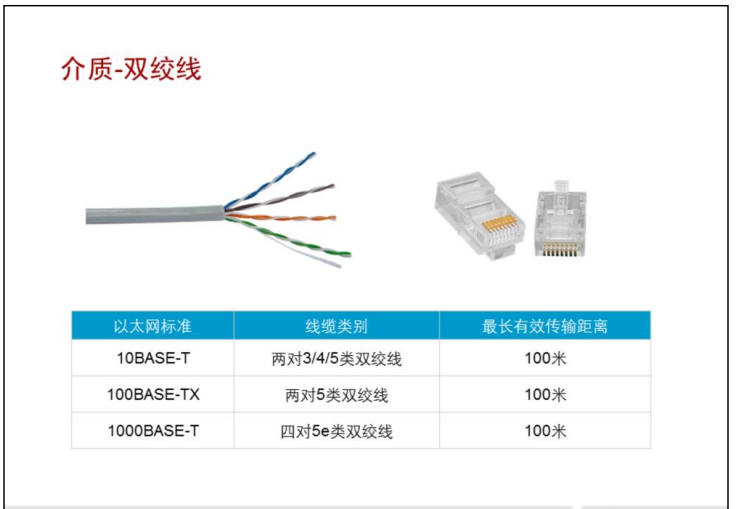 介质-双绞线
以太网标准 线缆类别 最长有效传输距离
10BASE-T 两对3/4/5类双绞线 100米
100BASE-TX 两对5类双绞线 100米
1000BASE-T 四对5e类双绞线 100米